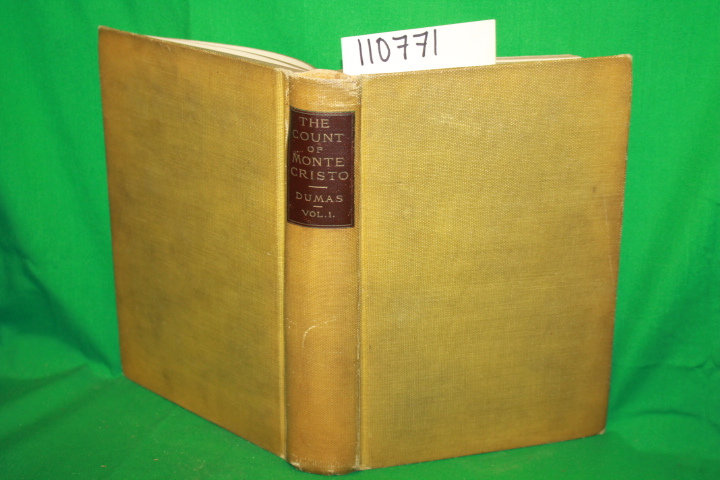 110771
THE
COUNT
OF
MONTE
CRISTO
DUMAS
VOL.I.